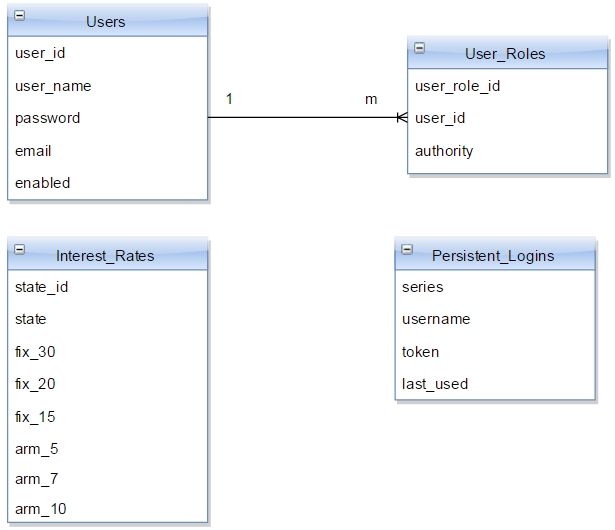 Users
user_id
user_name
password
email
enabled
1
m
User_Roles
user_role_id
user_id
authority
Interest_Rates
state_id
state
fix_30
fix_20
fix_15
arm_5
arm_7
arm_10
Persistent_Logins
series
username
token
last_used